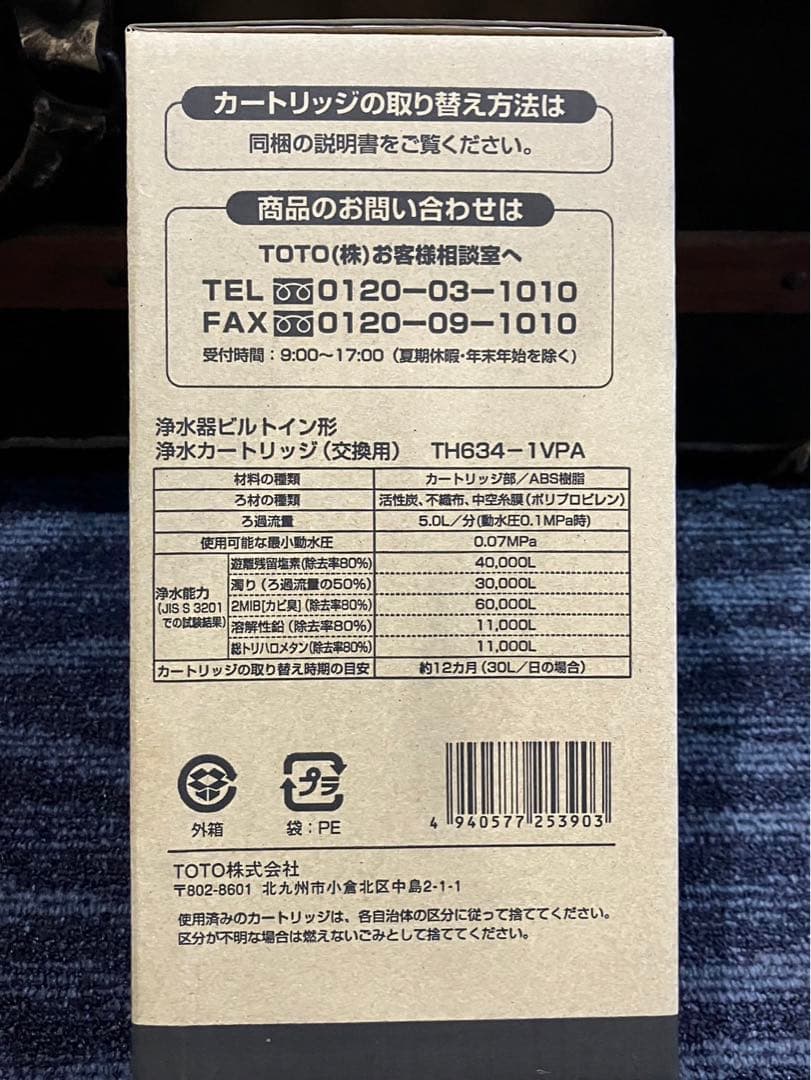 カートリッジの取り替え方法は
同梱の説明書をご覧ください。
商品のお問い合わせは
TOTO(株)お客様相談室へ
TEL 0120-03-1010
FAX 0120-09-1010
受付時間：9:00〜17:00（夏期休暇・年末年始を除く）
浄水器ビルトイン形
浄水カートリッジ（交換用） TH634-1VPA
材料の種類 カートリッジ部／ABS樹脂
ろ材の種類 活性炭、不織布、中空糸膜（ポリプロピレン）
ろ過流量 5.0L／分(動水圧0.1MPa時)
使用可能な最小動水圧 0.07MPa
浄水能力
(JIS S 3201
での試験結果)
遊離残留塩素(除去率80%) 40,000L
濁り（ろ過流量の50%） 30,000L
2MIB[カビ臭]（除去率80%） 60,000L
溶解性鉛（除去率80%） 11,000L
総トリハロメタン(除去率80%) 11,000L
カートリッジの取り替え時期の目安 約12カ月（30L／日の場合）
外箱
プラ
袋：PE
4 940577 253903
TOTO株式会社
〒802-8601 北九州市小倉北区中島2-1-1
使用済みのカートリッジは、各自治体の区分に従って捨ててください。
区分が不明な場合は燃えないごみとして捨ててください。